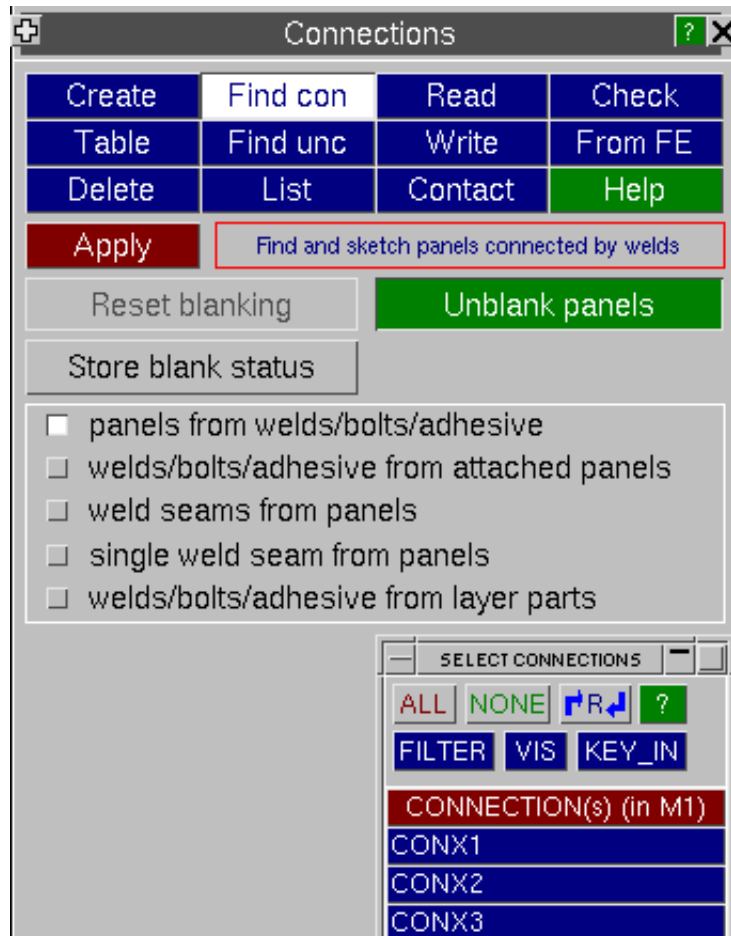 Connections ?
Create Find con Read Check
Table Find unc Write From FE
Delete List Contact Help
Apply Find and sketch panels connected by welds
Reset blanking Unblank panels
Store blank status
panels from welds/bolts/adhesive
welds/bolts/adhesive from attached panels
weld seams from panels
single weld seam from panels
welds/bolts/adhesive from layer parts
SELECT CONNECTIONS
ALL NONE R ?
FILTER VIS KEY_IN
CONNECTION(s) (in M1)
CONX1
CONX2
CONX3